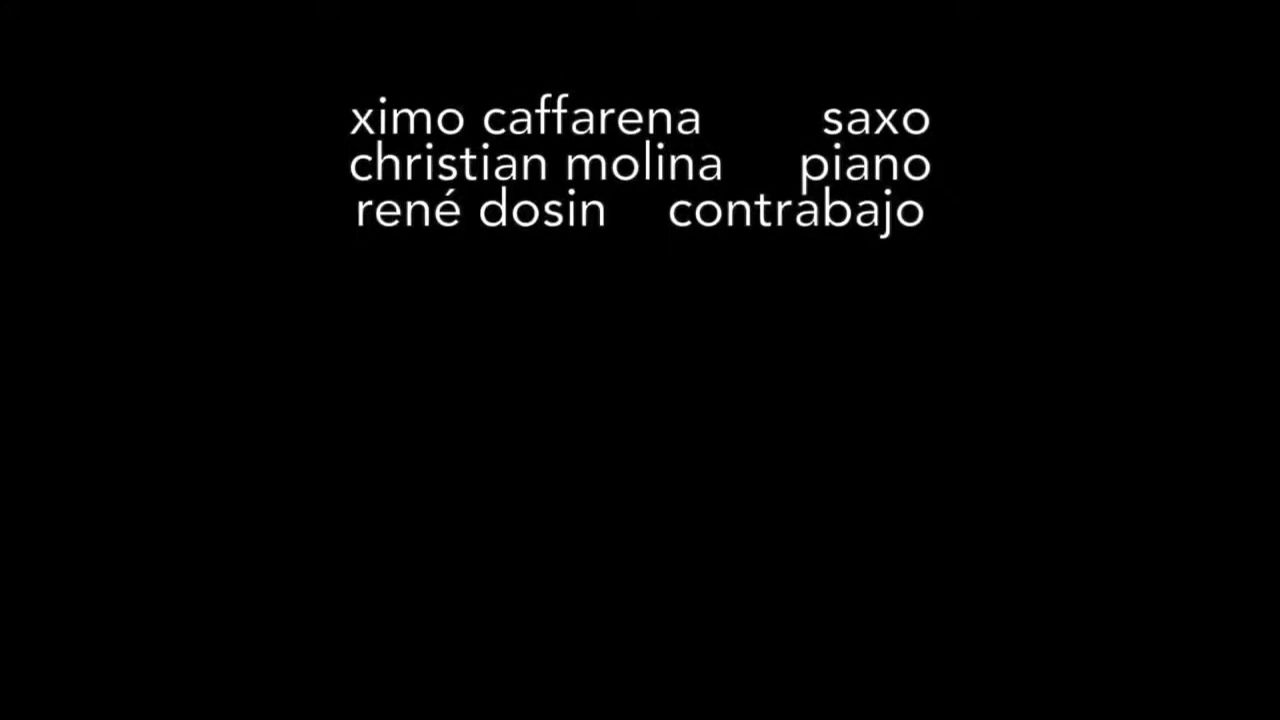 ximo caffarena saxo
christian molina piano
rené dosin contrabajo